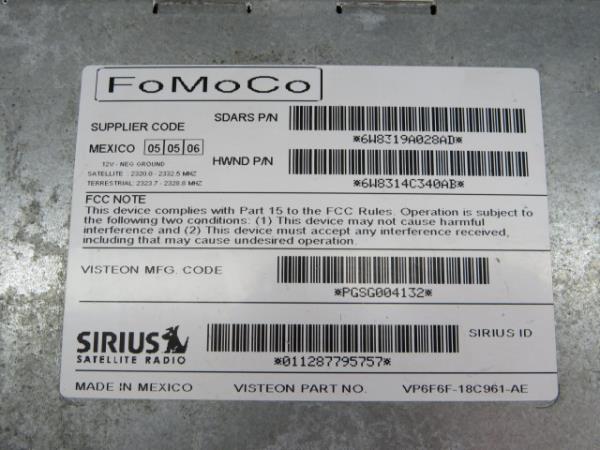 FoMoCo
SUPPLIER CODE
SDARS P/N
*6W8319A028AD*
MEXICO 05 05 06
12V - NEG GROUND
SATELLITE : 2320.0 - 2332.5 MHZ
TERRESTRIAL: 2323.7 - 2328.8 MHZ
HWND P/N
*6W8314C340AB*
FCC NOTE
This device complies with Part 15 to the FCC Rules. Operation is subject to
the following two conditions: (1) This device may not cause harmful
interference and (2) This device must accept any interference received,
including that may cause undesired operation.
VISTEON MFG. CODE
*PGSG004132*
SIRIUS
SATELLITE RADIO
*011287795757*
SIRIUS ID
MADE IN MEXICO VISTEON PART NO. VP6F6F-18C961-AE